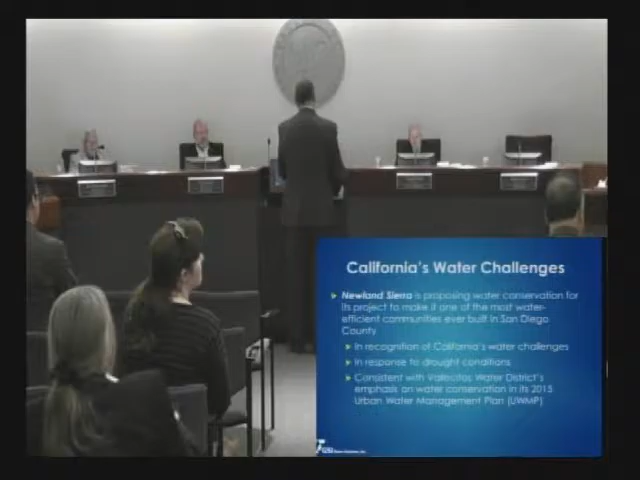 California's Water Challenges
Newland Sierra is proposing water conservation for
its project to make it one of the most water-
efficient communities ever built in San Diego
County
In recognition of California's water challenges
In response to drought conditions
Consistent with Vallecitos Water District's
emphasis on water conservation in its 2015
Urban Water Management Plan (UWMP)